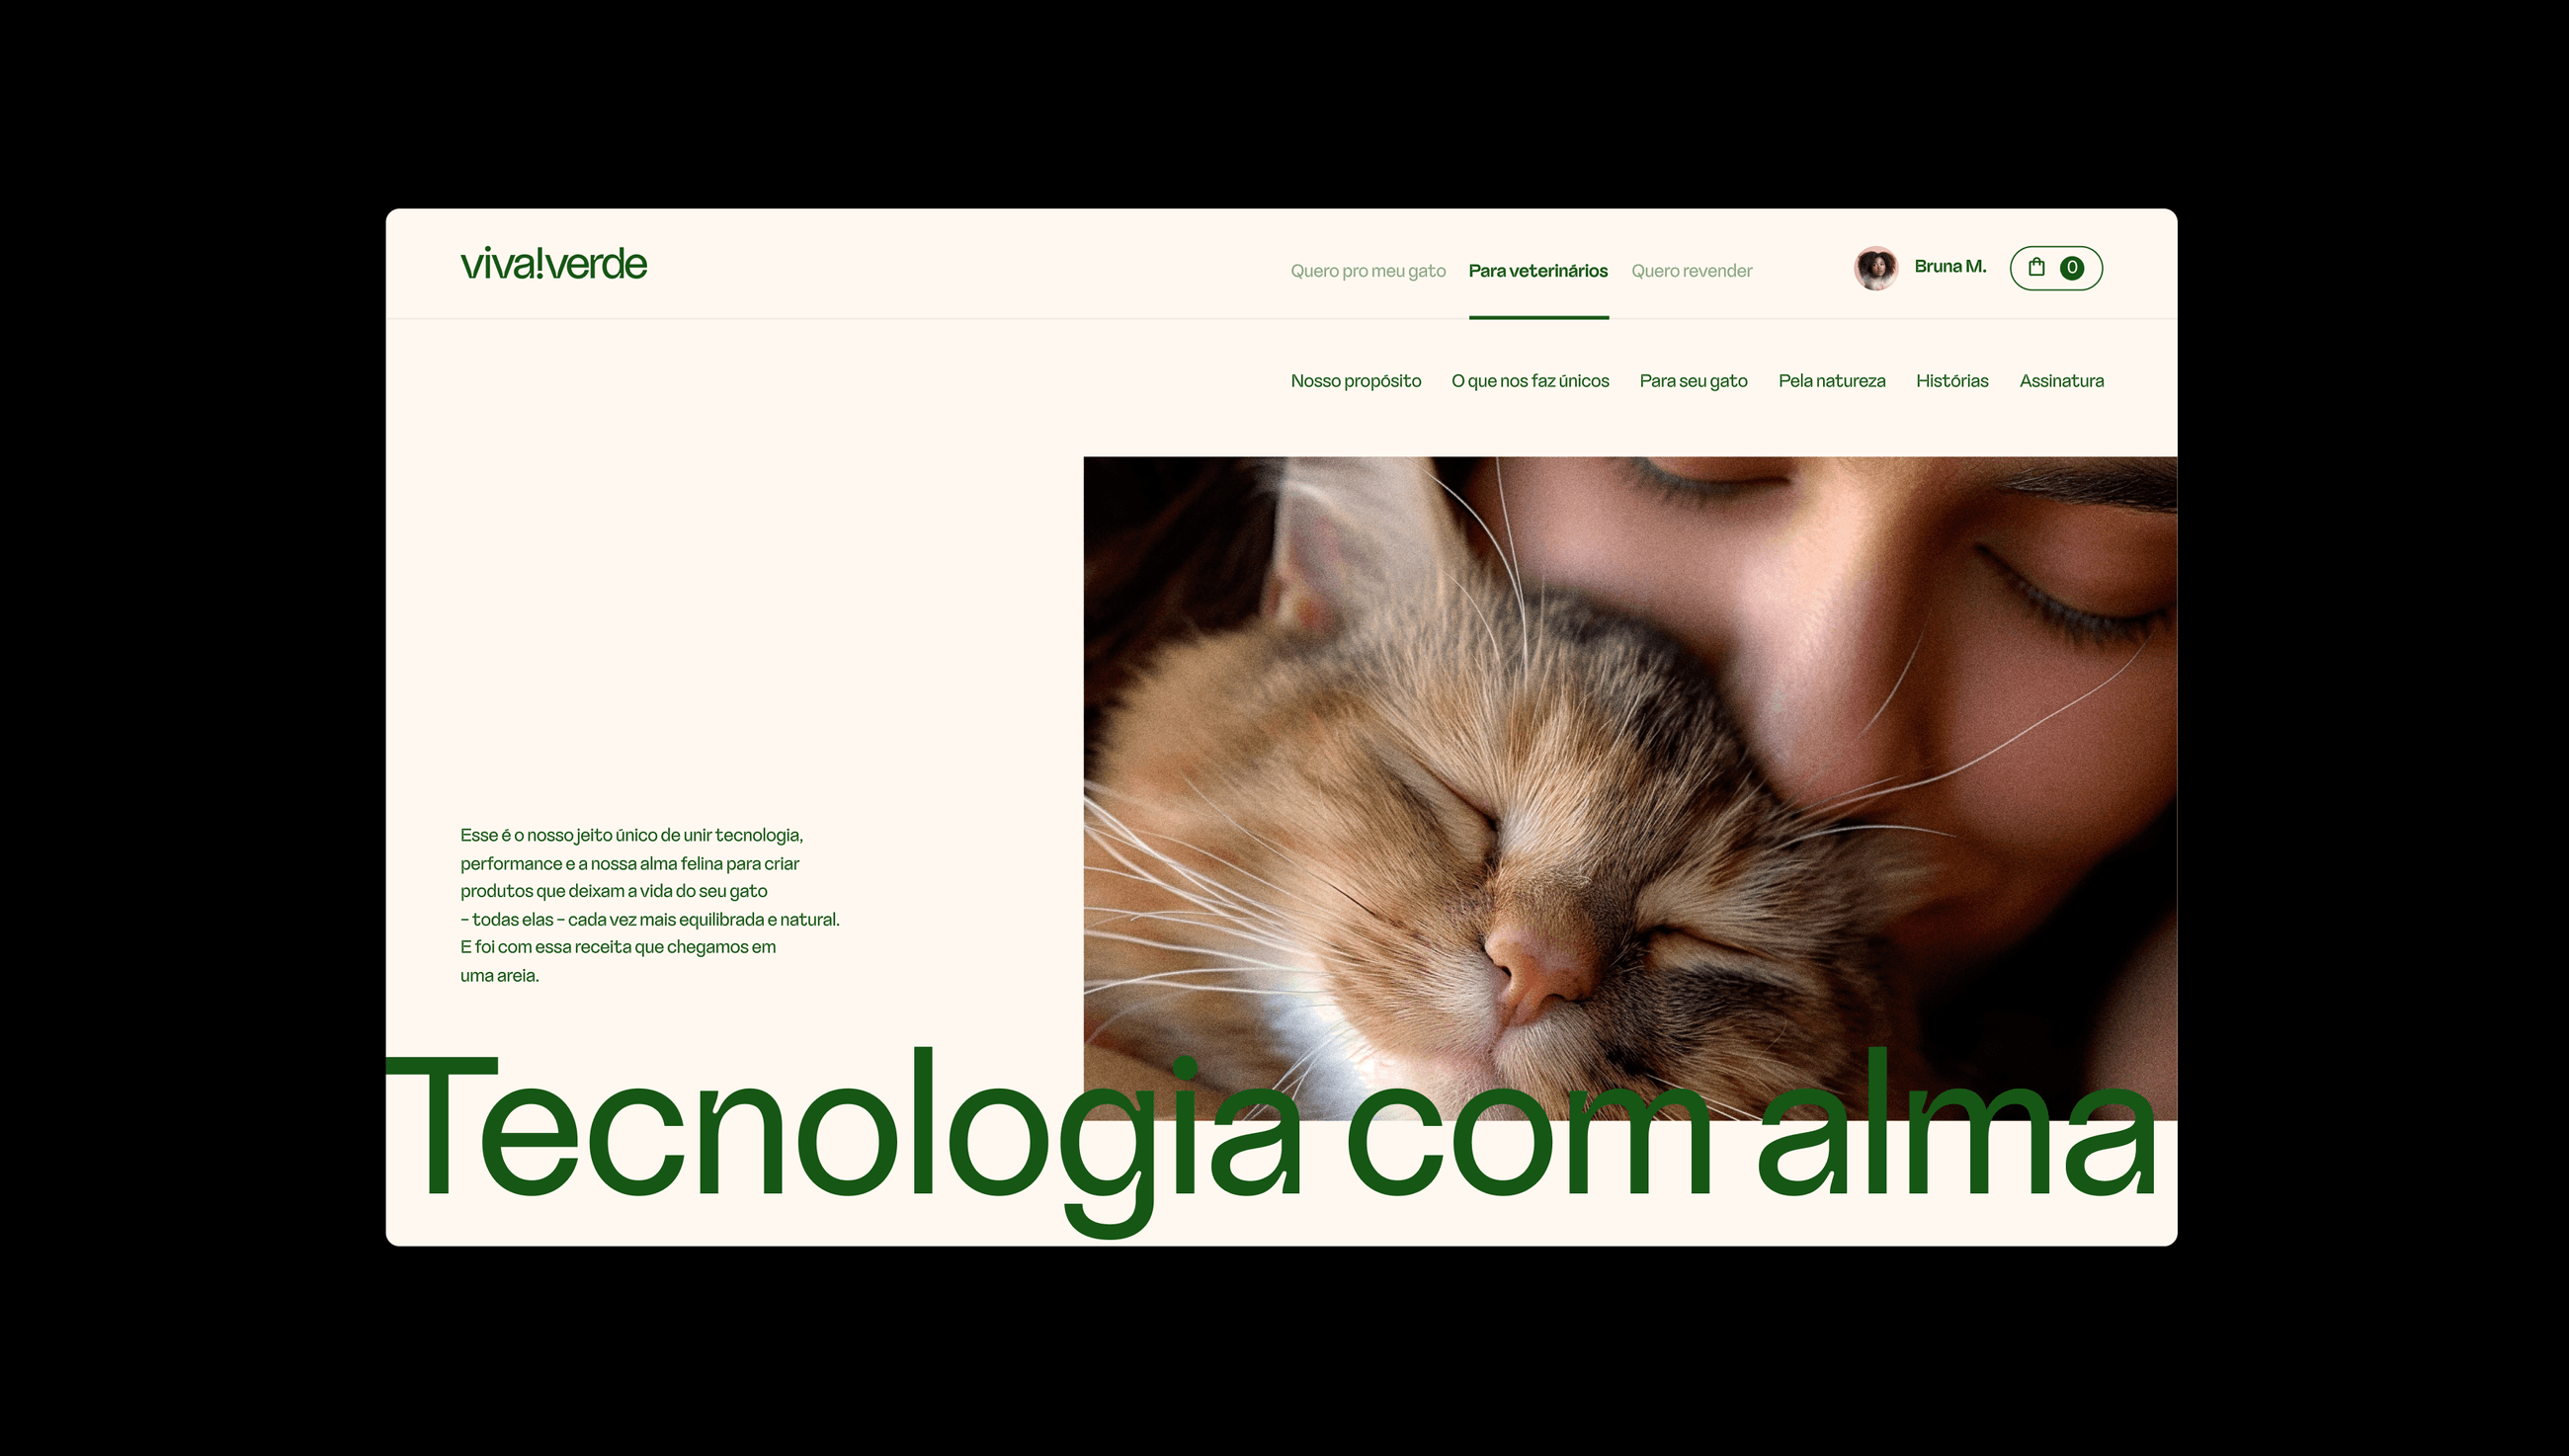 viva!verde
Quero pro meu gato Para veterinários Quero revender Bruna M. 0
Nosso propósito O que nos faz únicos Para seu gato Pela natureza Histórias Assinatura
Esse é o nosso jeito único de unir tecnologia,
performance e a nossa alma felina para criar
produtos que deixam a vida do seu gato
– todas elas – cada vez mais equilibrada e natural.
E foi com essa receita que chegamos em
uma areia.
Tecnologia com alma